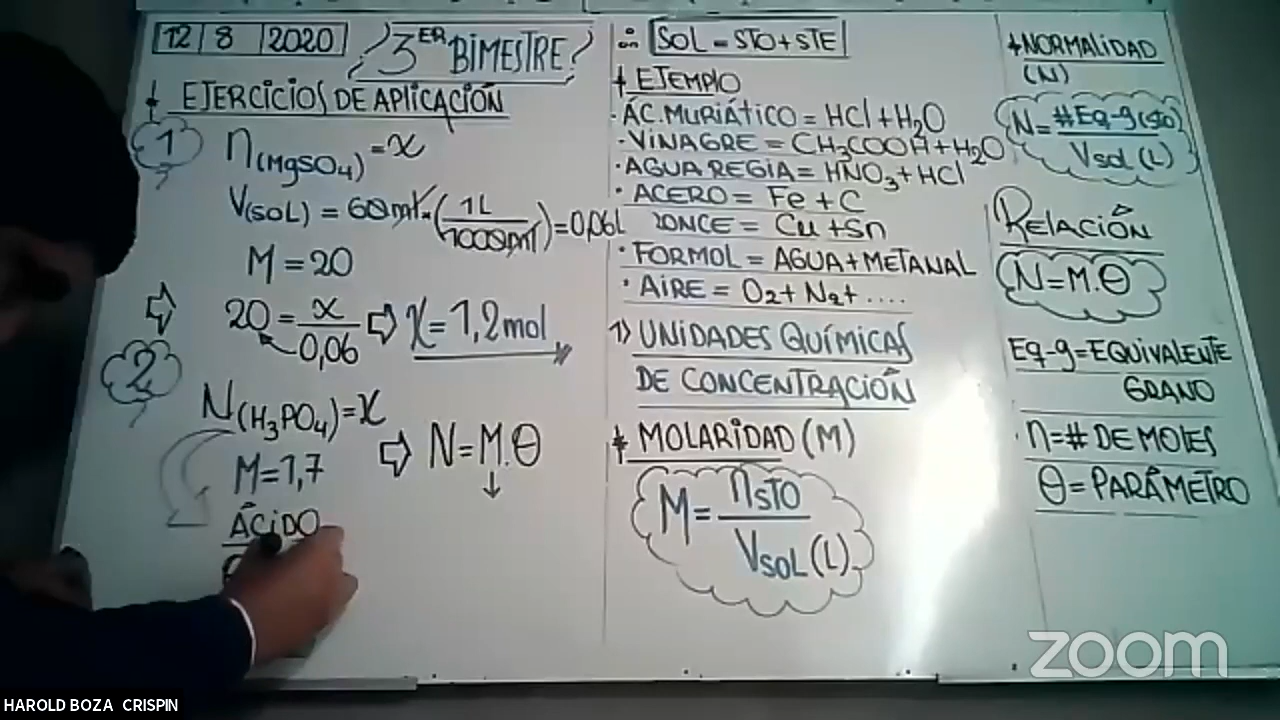 12 | 8 | 2020
¿3ER BIMESTRE?
EJERCICIOS DE APLICACIÓN
1
n(MgSO4) = x
V(SOL) = 60ml x (1L / 1000ml) = 0,06L
M = 20
⇨ 20 = x / 0,06 ⇨ x = 1,2 mol
2
N(H3PO4) = x
M = 1,7 ⇨ N = M.θ
ÁCIDO
∴ SOL = STO + STE
EJEMPLO
· ÁC. MURIÁTICO = HCl + H2O
· VINAGRE = CH3COOH + H2O
· AGUA REGIA = HNO3 + HCl
· ACERO = Fe + C
RONCE = Cu + Sn
· FORMOL = AGUA + METANAL
· AIRE = O2 + N2 + ....
1) UNIDADES QUÍMICAS
DE CONCENTRACIÓN
MOLARIDAD (M)
M = nSTO / VSOL (L)
NORMALIDAD
(N)
N = #Eq-g (STO) / VSOL (L)
RELACIÓN
N = M.θ
Eq-g = EQUIVALENTE
GRAMO
· n = # DE MOLES
θ = PARÁMETRO
zoom
HAROLD BOZA CRISPIN